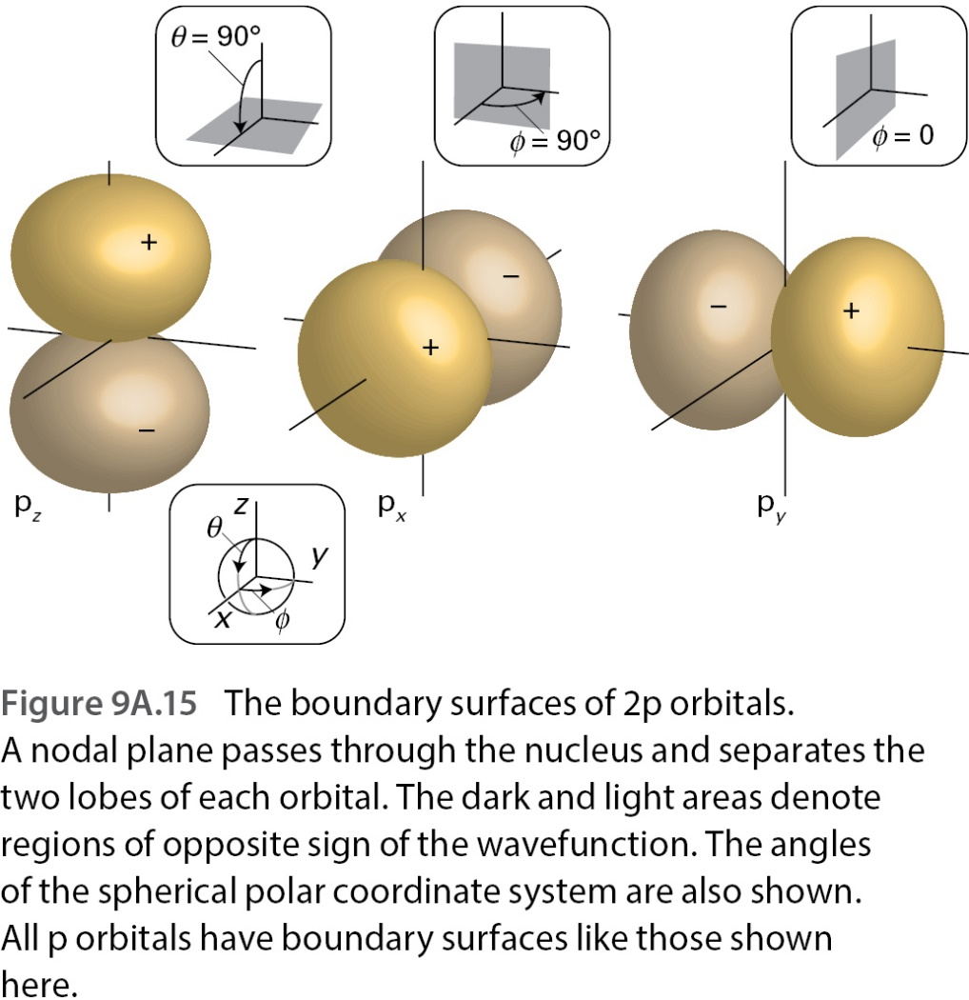 θ = 90°
ϕ = 90°
ϕ = 0
+
–
+
–
–
+
p_z
p_x
p_y
z
θ
y
x
ϕ
Figure 9A.15 The boundary surfaces of 2p orbitals.
A nodal plane passes through the nucleus and separates the
two lobes of each orbital. The dark and light areas denote
regions of opposite sign of the wavefunction. The angles
of the spherical polar coordinate system are also shown.
All p orbitals have boundary surfaces like those shown
here.